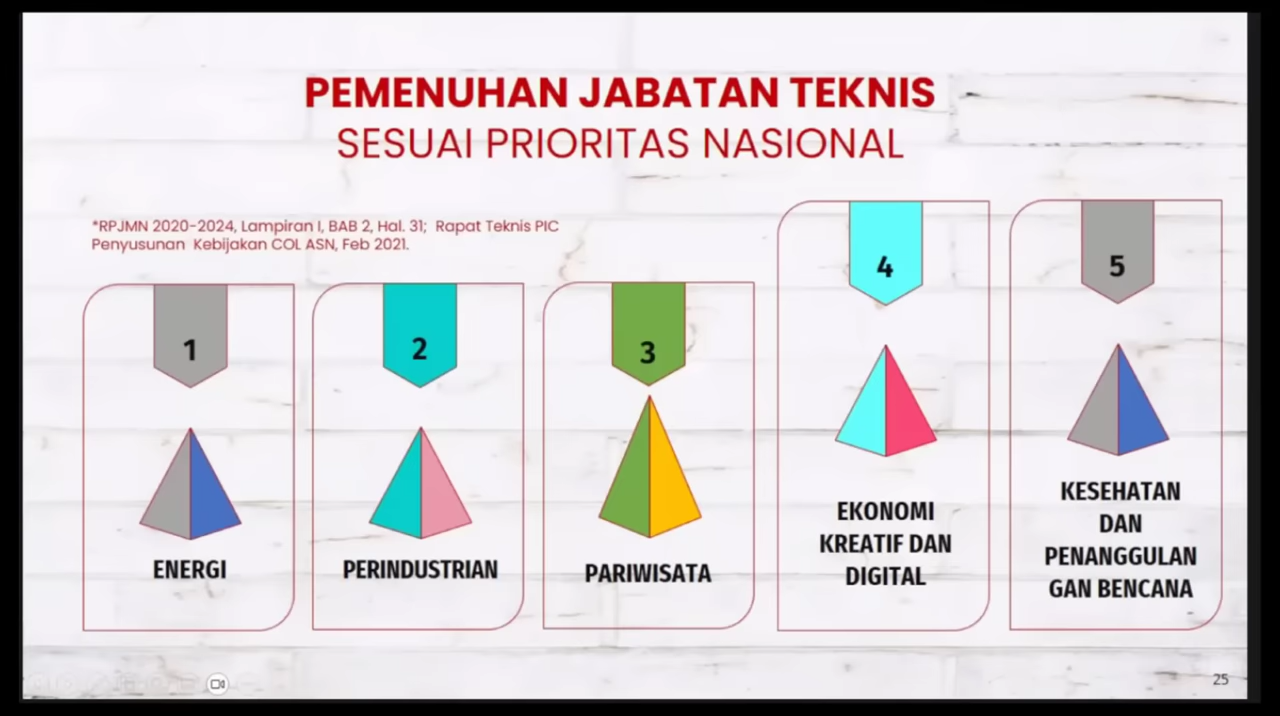 PEMENUHAN JABATAN TEKNIS
SESUAI PRIORITAS NASIONAL
*RPJMN 2020-2024, Lampiran I, BAB 2, Hal. 31;  Rapat Teknis PIC
Penyusunan  Kebijakan COL ASN, Feb 2021.
1
ENERGI
2
PERINDUSTRIAN
3
PARIWISATA
4
EKONOMI
KREATIF DAN
DIGITAL
5
KESEHATAN
DAN
PENANGGULAN
GAN BENCANA
25